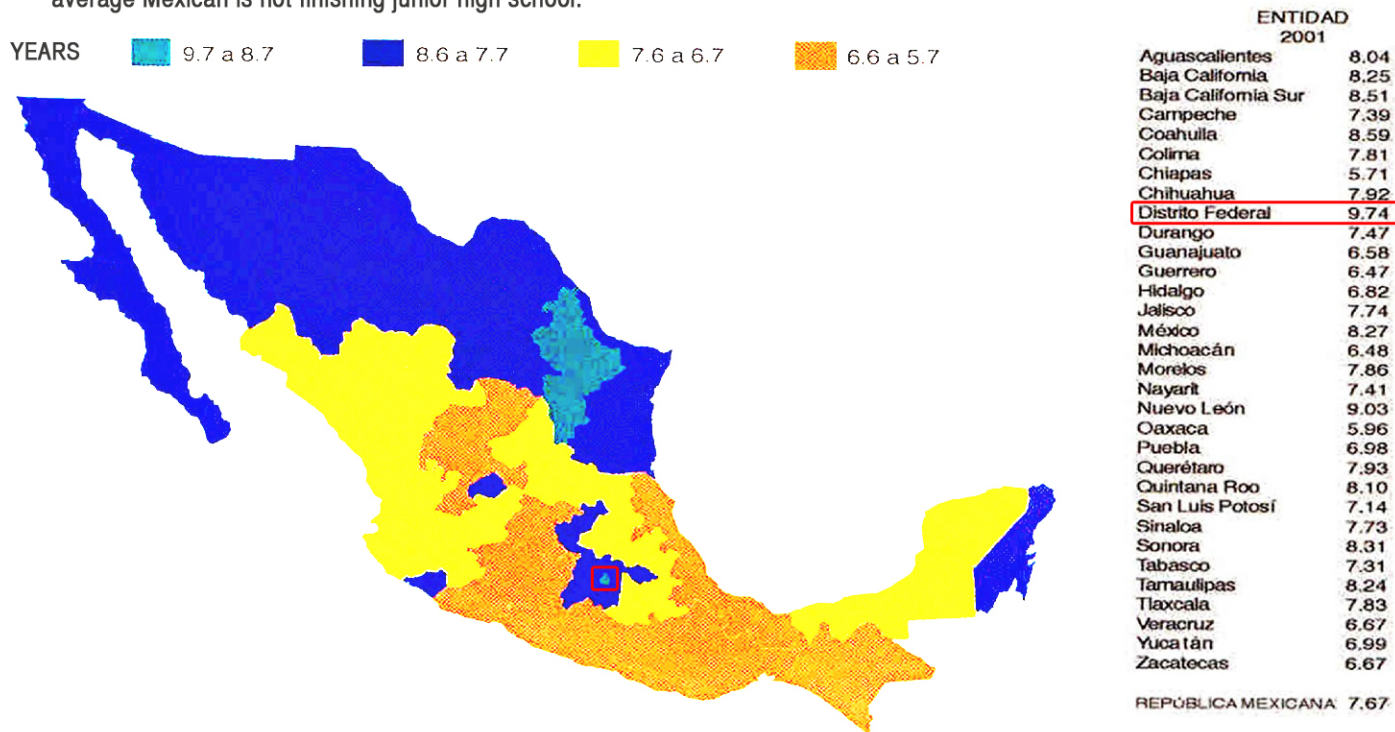 average Mexican is not finishing junior high school.
YEARS 9.7 a 8.7 8.6 a 7.7 7.6 a 6.7 6.6 a 5.7
ENTIDAD
2001
Aguascalientes 8.04
Baja California 8.25
Baja California Sur 8.51
Campeche 7.39
Coahuila 8.59
Colima 7.81
Chiapas 5.71
Chihuahua 7.92
Distrito Federal 9.74
Durango 7.47
Guanajuato 6.58
Guerrero 6.47
Hidalgo 6.82
Jalisco 7.74
México 8.27
Michoacán 6.48
Morelos 7.86
Nayarit 7.41
Nuevo León 9.03
Oaxaca 5.96
Puebla 6.98
Querétaro 7.93
Quintana Roo 8.10
San Luis Potosí 7.14
Sinaloa 7.73
Sonora 8.31
Tabasco 7.31
Tamaulipas 8.24
Tlaxcala 7.83
Veracruz 6.67
Yucatán 6.99
Zacatecas 6.67
REPÚBLICA MEXICANA 7.67